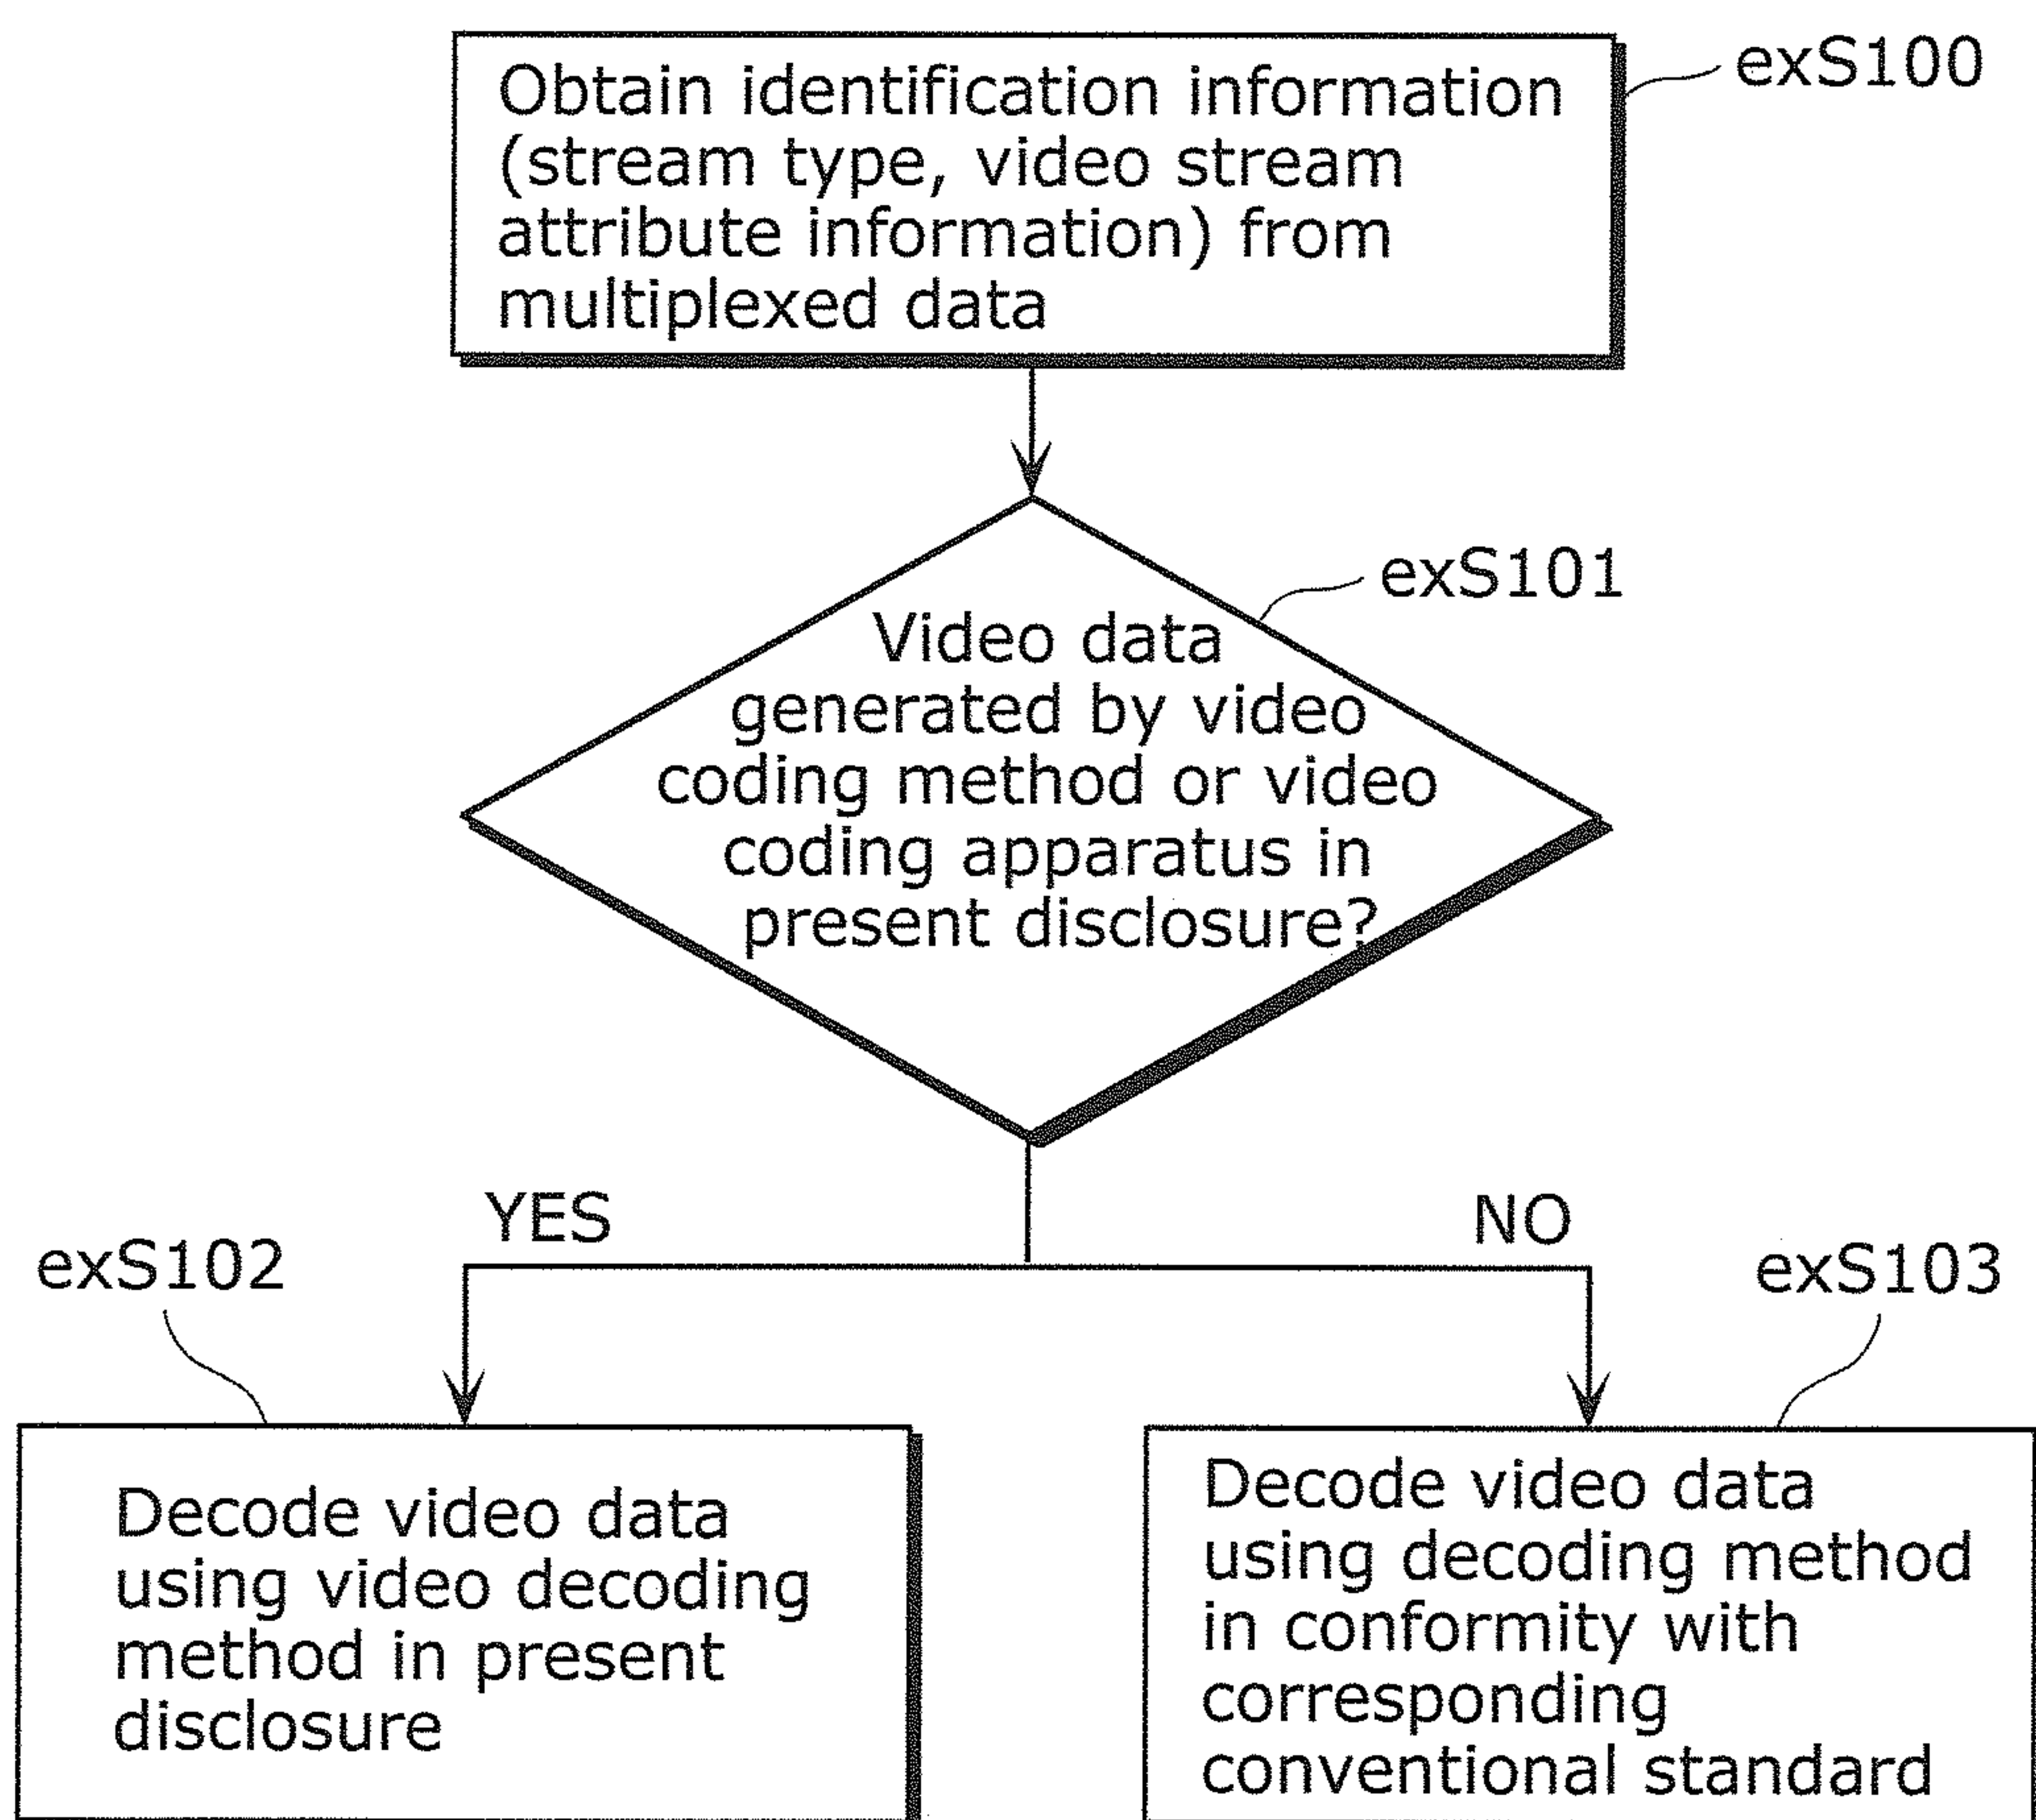 Obtain identification information
(stream type, video stream
attribute information) from
multiplexed data
exS100
exS101
Video data
generated by video
coding method or video
coding apparatus in
present disclosure?
YES
NO
exS102
exS103
Decode video data
using video decoding
method in present
disclosure
Decode video data
using decoding method
in conformity with
corresponding
conventional standard